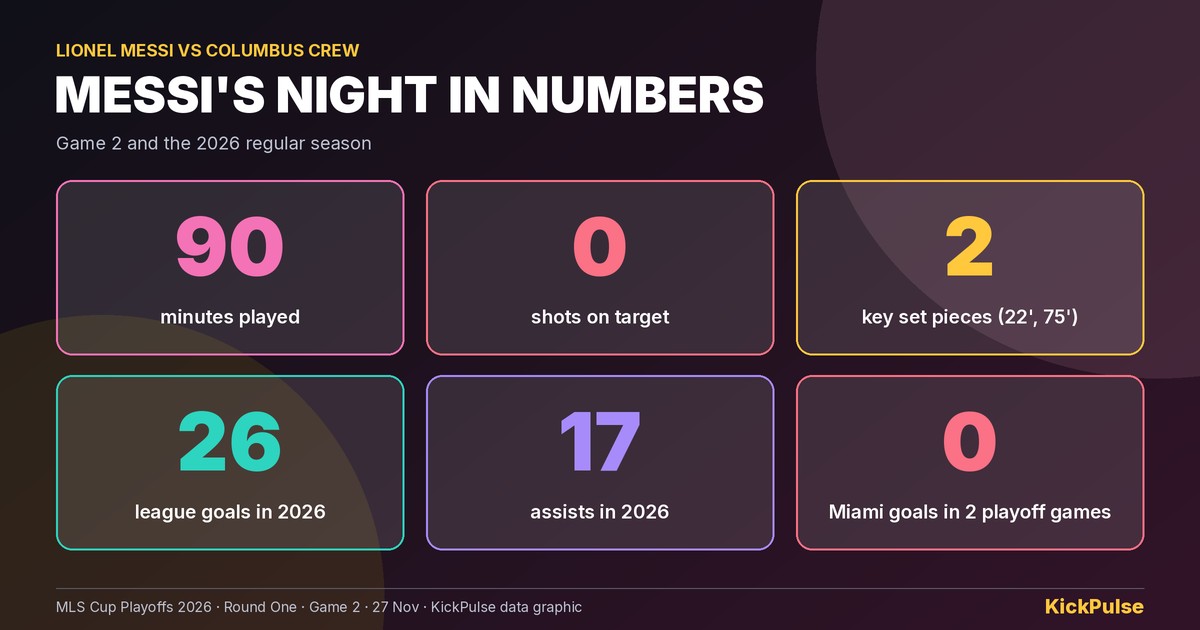 LIONEL MESSI VS COLUMBUS CREW
MESSI'S NIGHT IN NUMBERS
Game 2 and the 2026 regular season
90
minutes played
0
shots on target
2
key set pieces (22', 75')
26
league goals in 2026
17
assists in 2026
0
Miami goals in 2 playoff games
MLS Cup Playoffs 2026 · Round One · Game 2 · 27 Nov · KickPulse data graphic
KickPulse